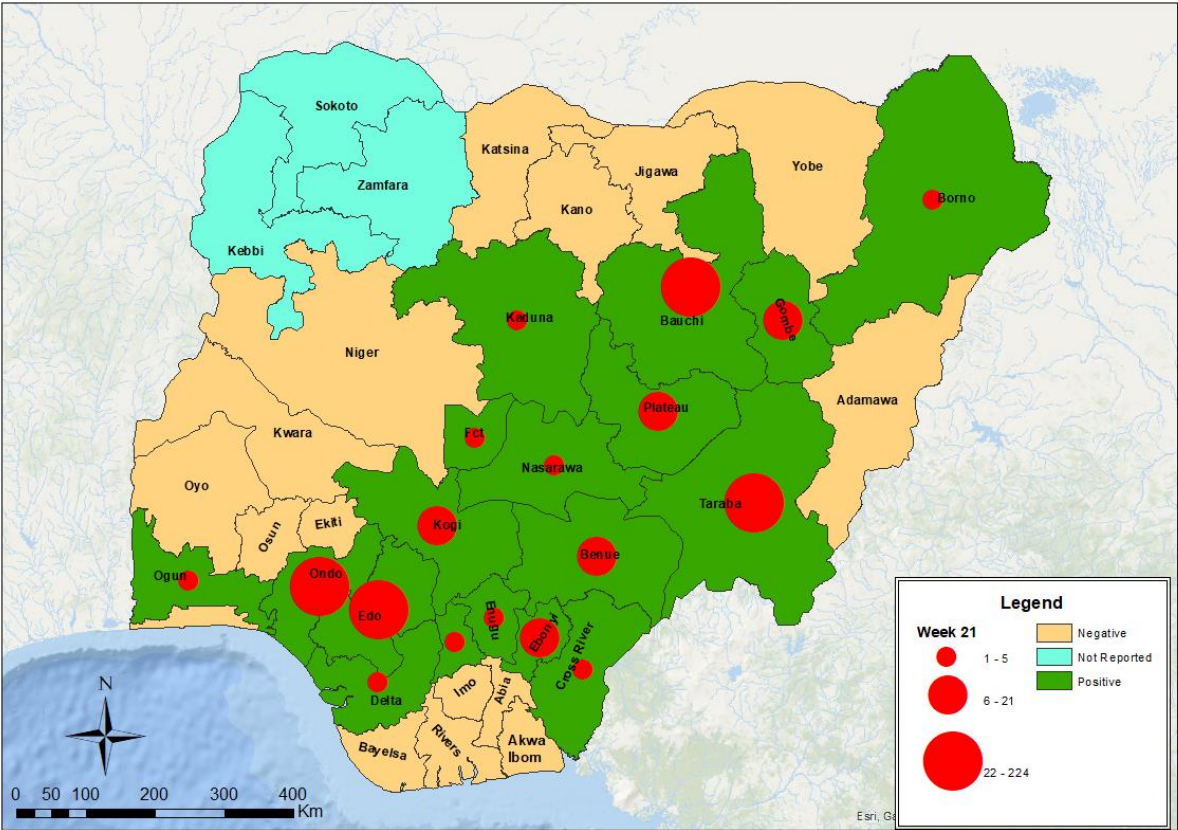 Sokoto
Katsina
Jigawa
Yobe
Zamfara
Kano
Borno
Kebbi
Kaduna
Bauchi
Gombe
Niger
Adamawa
Plateau
Kwara
Fct
Nasarawa
Oyo
Taraba
Osun
Ekiti
Kogi
Benue
Ogun
Ondo
Edo
Enugu
Ebonyi
Cross River
Delta
Imo
Abia
Bayelsa
Rivers
Akwa
Ibom
N
0 50 100 200 300 400
Km
Esri, Ga
Legend
Week 21
1 - 5
6 - 21
22 - 224
Negative
Not Reported
Positive